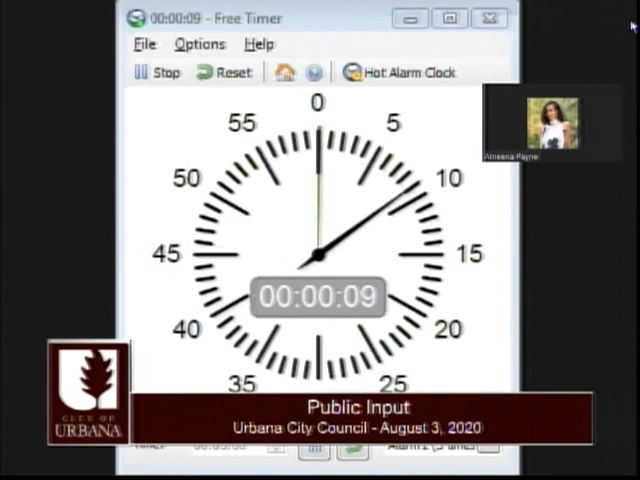 00:00:09 - Free Timer
File Options Help
Stop Reset Hot Alarm Clock
0
55 5
50 10
45 15
40 20
35 25
00:00:09
Ameena Payne
CITY OF
URBANA
Public Input
Urbana City Council - August 3, 2020